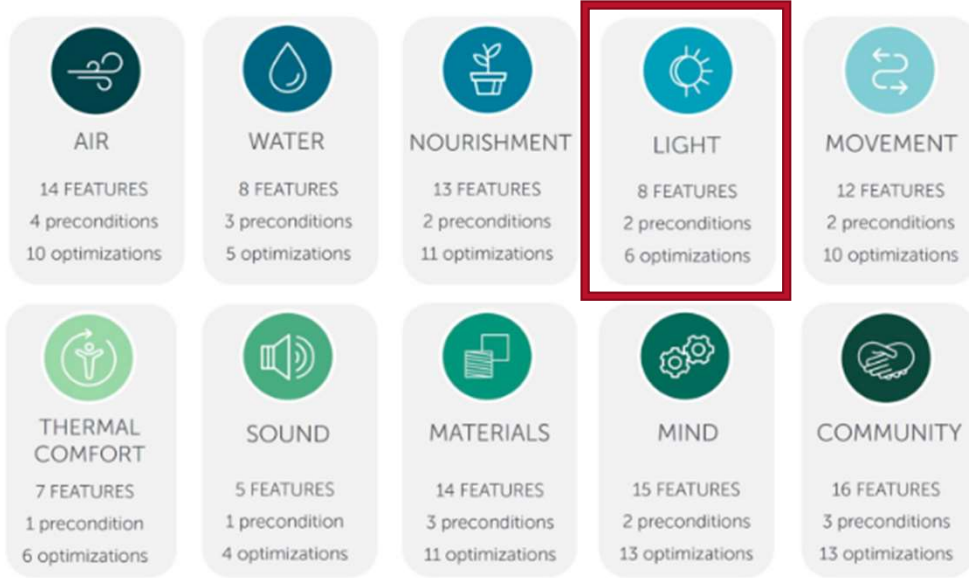 AIR
14 FEATURES
4 preconditions
10 optimizations
WATER
8 FEATURES
3 preconditions
5 optimizations
NOURISHMENT
13 FEATURES
2 preconditions
11 optimizations
LIGHT
8 FEATURES
2 preconditions
6 optimizations
MOVEMENT
12 FEATURES
2 preconditions
10 optimizations
THERMAL
COMFORT
7 FEATURES
1 precondition
6 optimizations
SOUND
5 FEATURES
1 precondition
4 optimizations
MATERIALS
14 FEATURES
3 preconditions
11 optimizations
MIND
15 FEATURES
2 preconditions
13 optimizations
COMMUNITY
16 FEATURES
3 preconditions
13 optimizations